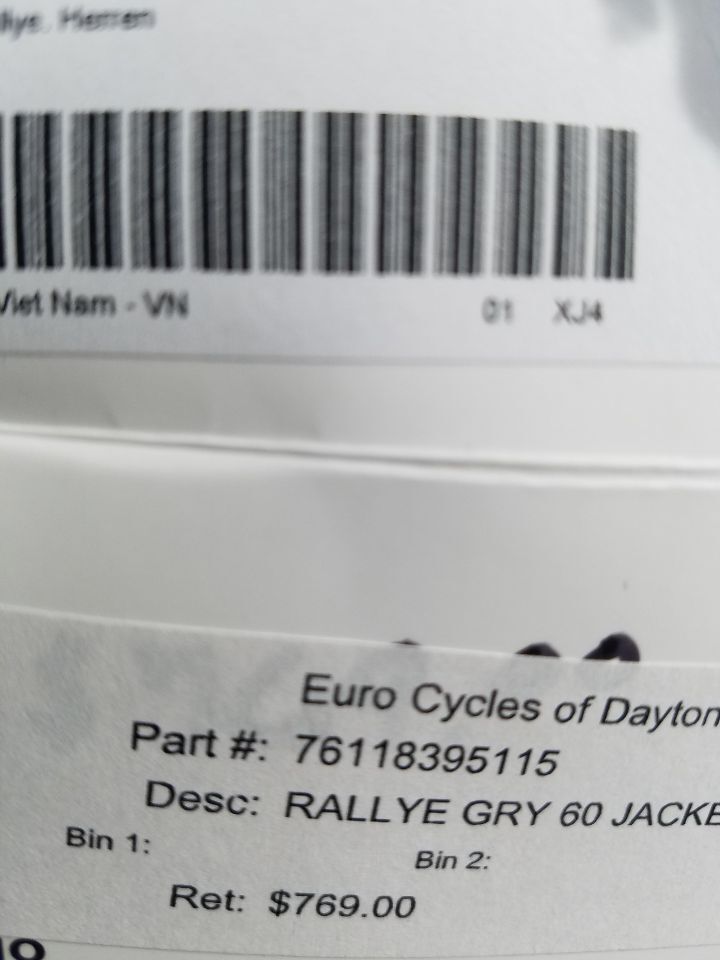 llye. Herren
Viet Nam - VN 01 XJ4
Euro Cycles of Dayton
Part #: 76118395115
Desc: RALLYE GRY 60 JACKE
Bin 1: Bin 2:
Ret: $769.00